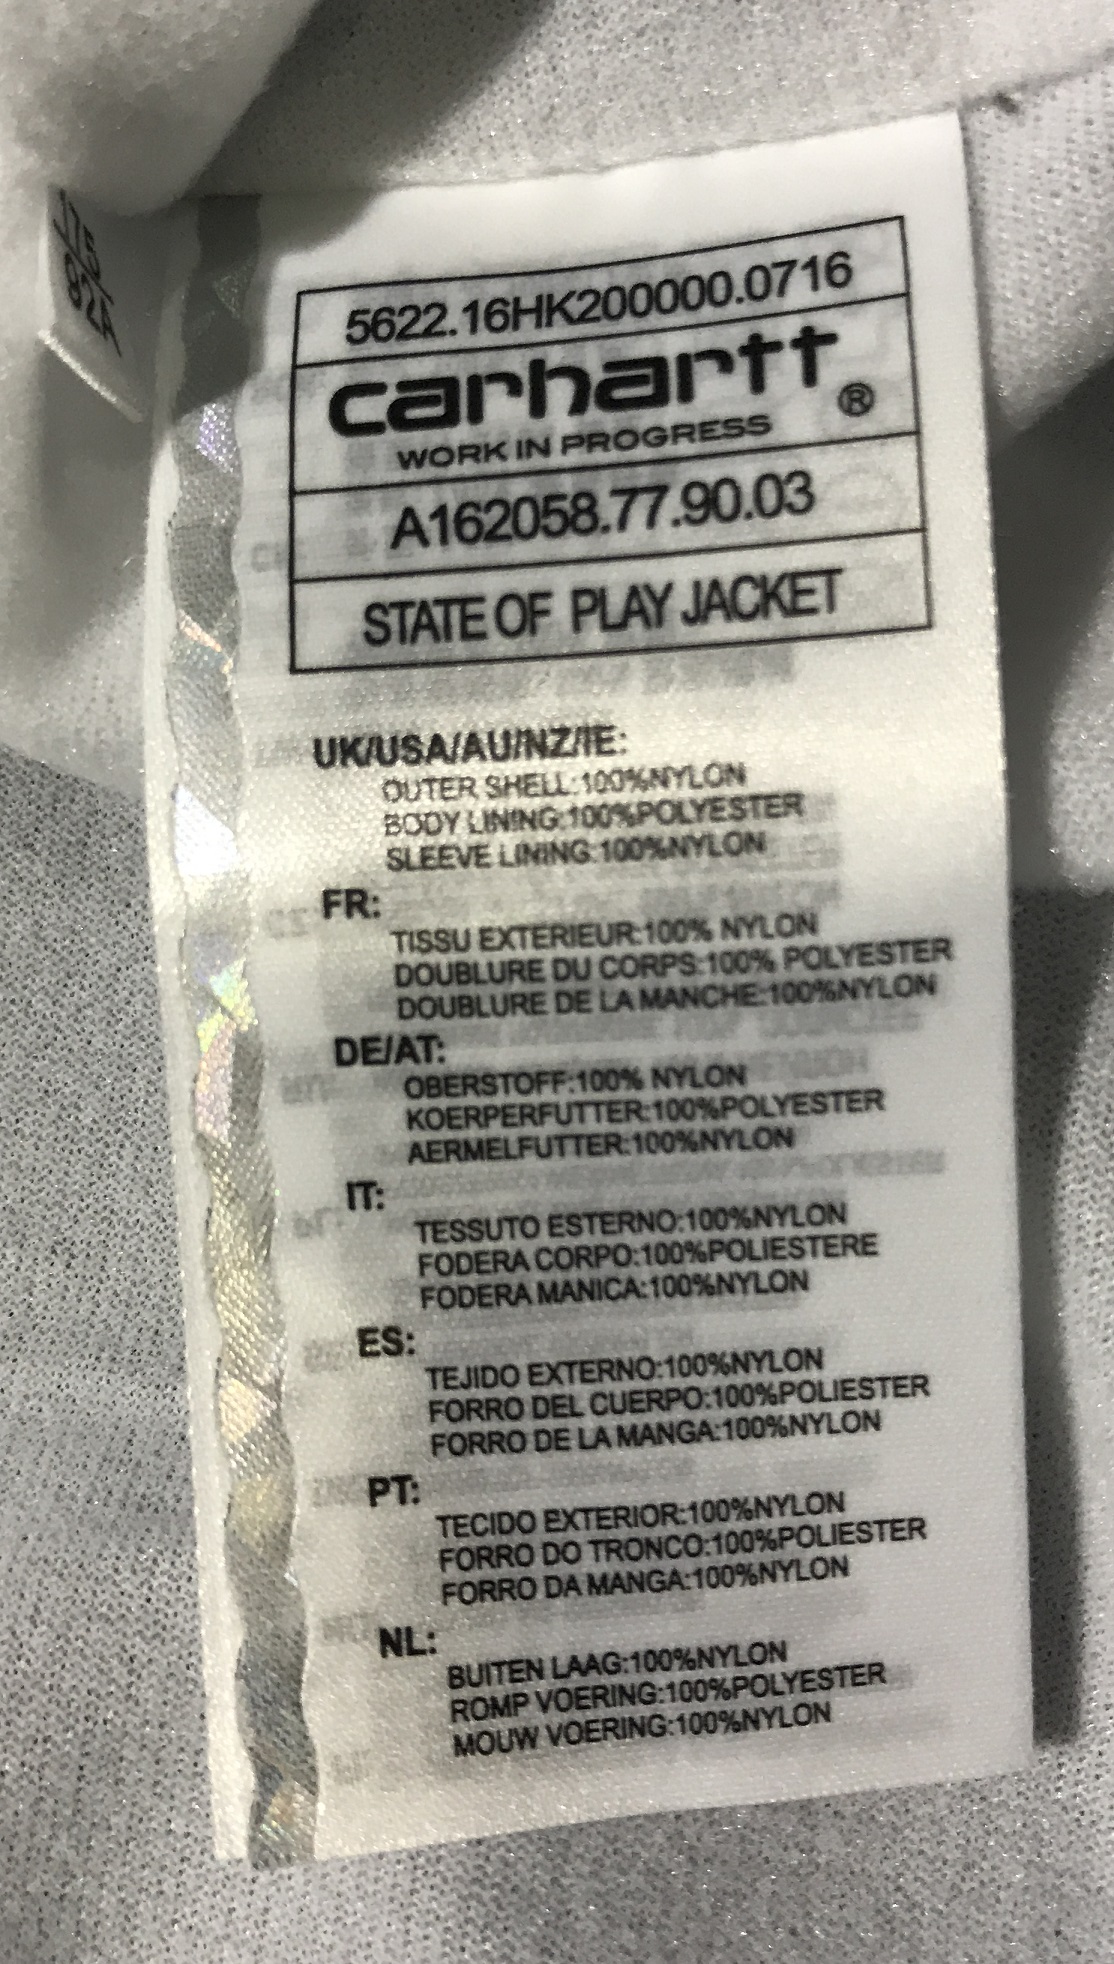 175
92A
5622.16HK200000.0716
carhartt®
WORK IN PROGRESS
A162058.77.90.03
STATE OF PLAY JACKET
UK/USA/AU/NZ/IE:
OUTER SHELL:100%NYLON
BODY LINING:100%POLYESTER
SLEEVE LINING:100%NYLON
FR:
TISSU EXTERIEUR:100% NYLON
DOUBLURE DU CORPS:100% POLYESTER
DOUBLURE DE LA MANCHE:100%NYLON
DE/AT:
OBERSTOFF:100% NYLON
KOERPERFUTTER:100%POLYESTER
AERMELFUTTER:100%NYLON
IT:
TESSUTO ESTERNO:100%NYLON
FODERA CORPO:100%POLIESTERE
FODERA MANICA:100%NYLON
ES:
TEJIDO EXTERNO:100%NYLON
FORRO DEL CUERPO:100%POLIESTER
FORRO DE LA MANGA:100%NYLON
PT:
TECIDO EXTERIOR:100%NYLON
FORRO DO TRONCO:100%POLIESTER
FORRO DA MANGA:100%NYLON
NL:
BUITEN LAAG:100%NYLON
ROMP VOERING:100%POLYESTER
MOUW VOERING:100%NYLON